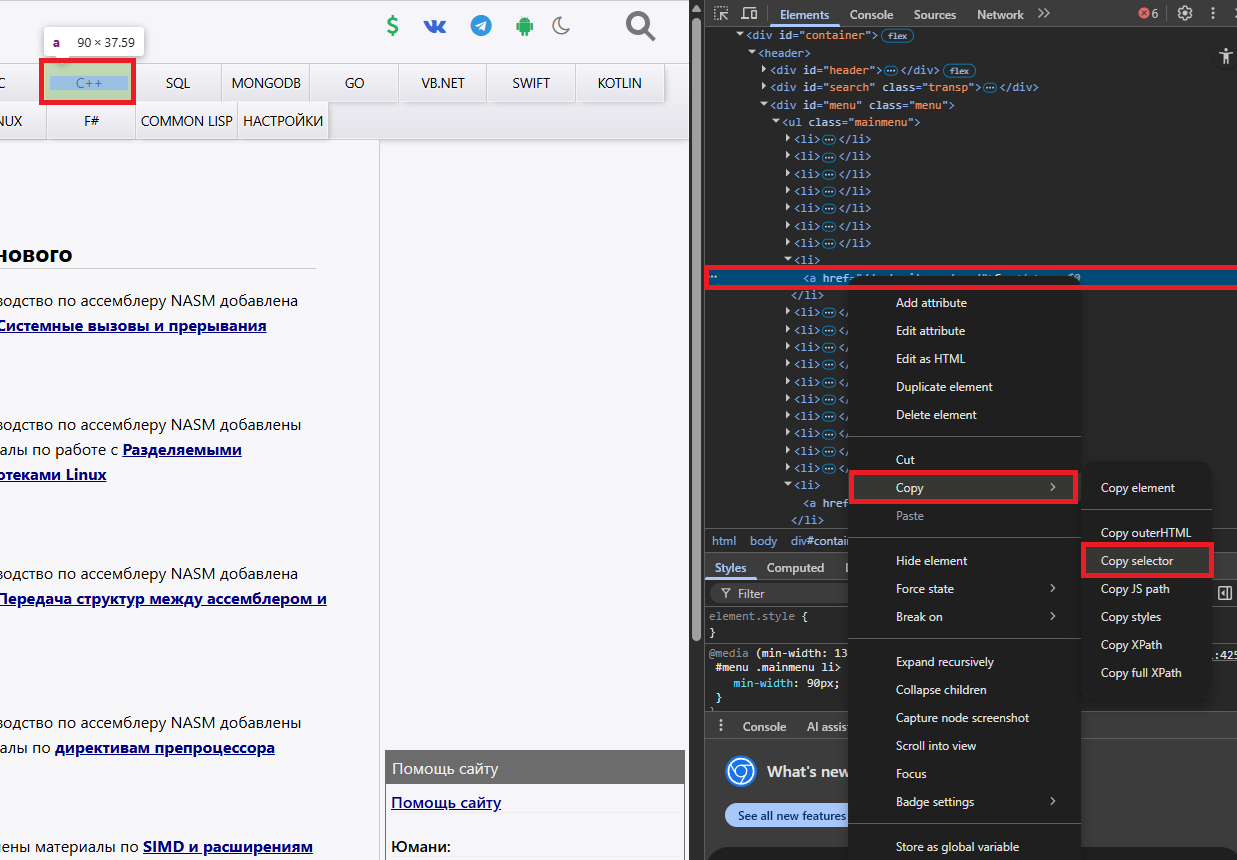 a 90 × 37.59
C
C++
SQL
MONGODB
GO
VB.NET
SWIFT
KOTLIN
NUX
F#
COMMON LISP
НАСТРОЙКИ
нового
водство по ассемблеру NASM добавлена
Системные вызовы и прерывания
водство по ассемблеру NASM добавлены
алы по работе с Разделяемыми
отеками Linux
водство по ассемблеру NASM добавлена
Передача структур между ассемблером и
водство по ассемблеру NASM добавлены
алы по директивам препроцессора
ены материалы по SIMD и расширениям
Помощь сайту
Помощь сайту
Юмани:
Elements Console Sources Network 6
<div id="container"> flex
<header>
<div id="header"> </div> flex
<div id="search" class="transp"> </div>
<div id="menu" class="menu">
<ul class="mainmenu">
<li> </li>
<li> </li>
<li> </li>
<li> </li>
<li> </li>
<li> </li>
<li> </li>
<li>
<a href=
</li>
<li> </
<li> </
<li> </
<li> </
<li> </
<li> </
<li> </
<li> </
<li> </
<li> </
<li>
<a href
</li>
html body div#contain
Styles Computed
Filter
element.style {
}
@media (min-width: 13
#menu .mainmenu li>
min-width: 90px;
}
:425
Console AI assis
What's new
See all new features
Add attribute
Edit attribute
Edit as HTML
Duplicate element
Delete element
Cut
Copy
Paste
Hide element
Force state
Break on
Expand recursively
Collapse children
Capture node screenshot
Scroll into view
Focus
Badge settings
Store as global variable
Copy element
Copy outerHTML
Copy selector
Copy JS path
Copy styles
Copy XPath
Copy full XPath